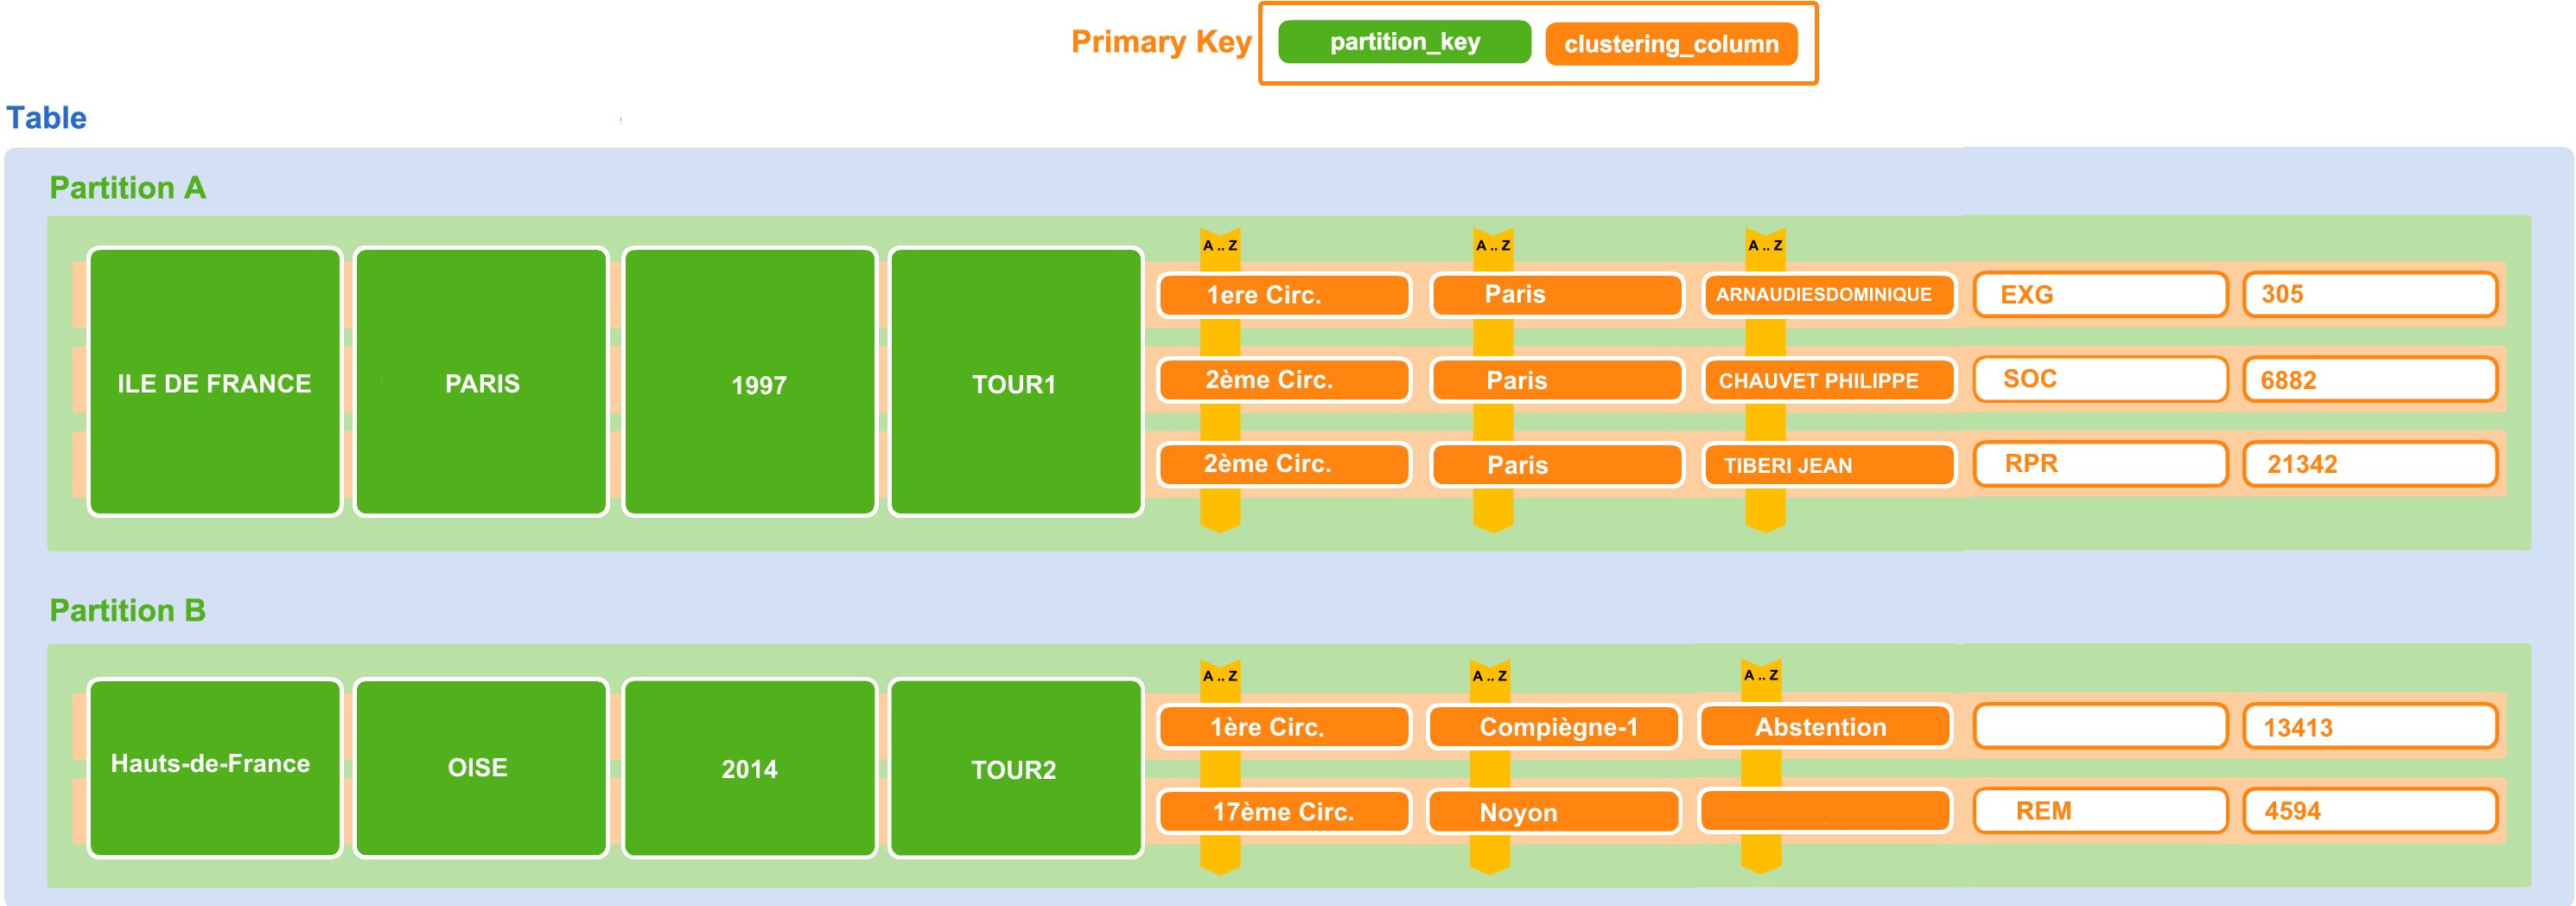 Primary Key partition_key clustering_column
Table
Partition A
A .. Z A .. Z A .. Z
ILE DE FRANCE PARIS 1997 TOUR1
1ere Circ. Paris ARNAUDIESDOMINIQUE EXG 305
2ème Circ. Paris CHAUVET PHILIPPE SOC 6882
2ème Circ. Paris TIBERI JEAN RPR 21342
Partition B
A .. Z A .. Z A .. Z
Hauts-de-France OISE 2014 TOUR2
1ère Circ. Compiègne-1 Abstention 13413
17ème Circ. Noyon REM 4594